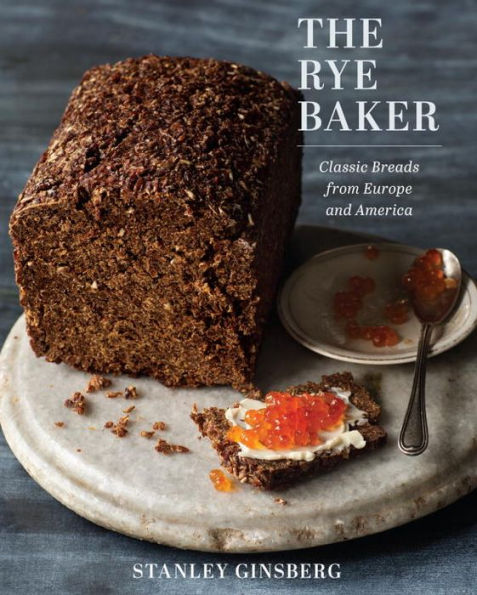 THE
RYE
BAKER
Classic Breads
from Europe
and America
STANLEY GINSBERG